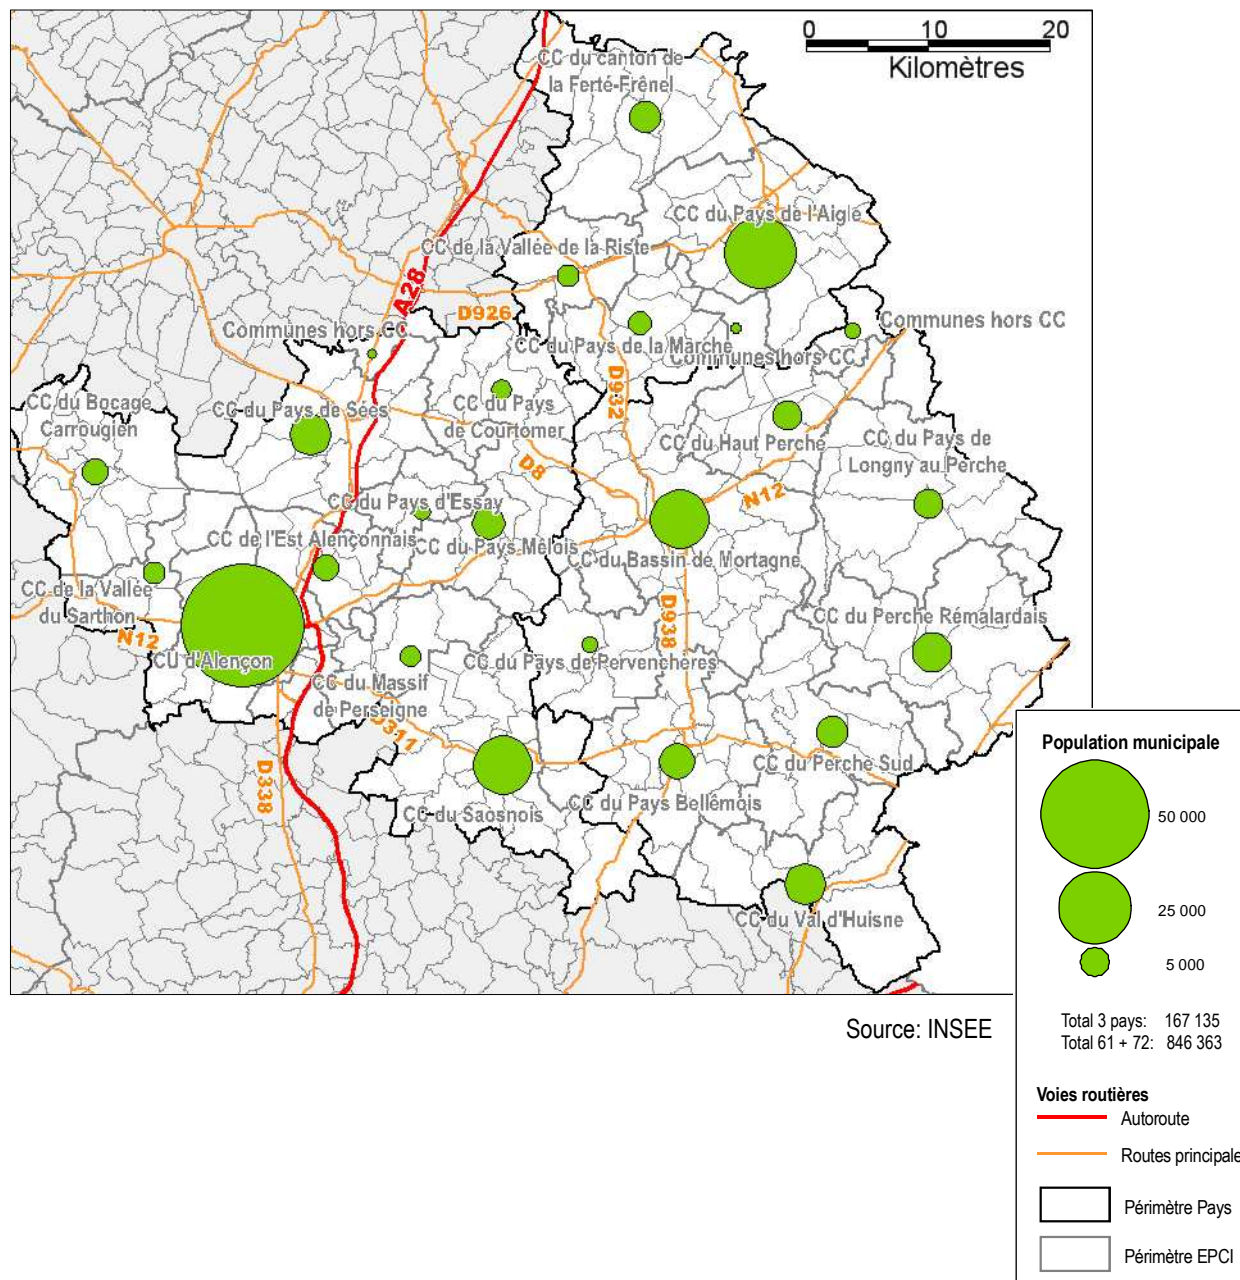 0 10 20
Kilomètres
CC du canton de
la Ferté-Frênel
CC du Pays de l'Aigle
CC de la Vallée de la Riste
A28
D926
Communes hors CC
Communes hors CC
CC du Pays de la Marche
Communes hors CC
D932
CC du Bocage
Carrougien
CC du Pays de Sées
CC du Pays
de Courtomer
CC du Haut Perche
CC du Pays de
Longny au Perche
D8
N12
CC du Pays d'Essay
CC de l'Est Alençonnais
CC du Pays Mêlois
CC du Bassin de Mortagne
CC de la Vallée
du Sarthon
N12
D938
CC du Perche Rémalardais
CU d'Alençon
CC du Pays de Pervenchères
CC du Massif
de Perseigne
D311
D338
CC du Perche Sud
CC du Saosnois
CC du Pays Bellêmois
CC du Val d'Huisne
Source: INSEE
Population municipale
50 000
25 000
5 000
Total 3 pays: 167 135
Total 61 + 72: 846 363
Voies routières
Autoroute
Routes principale
Périmètre Pays
Périmètre EPCI